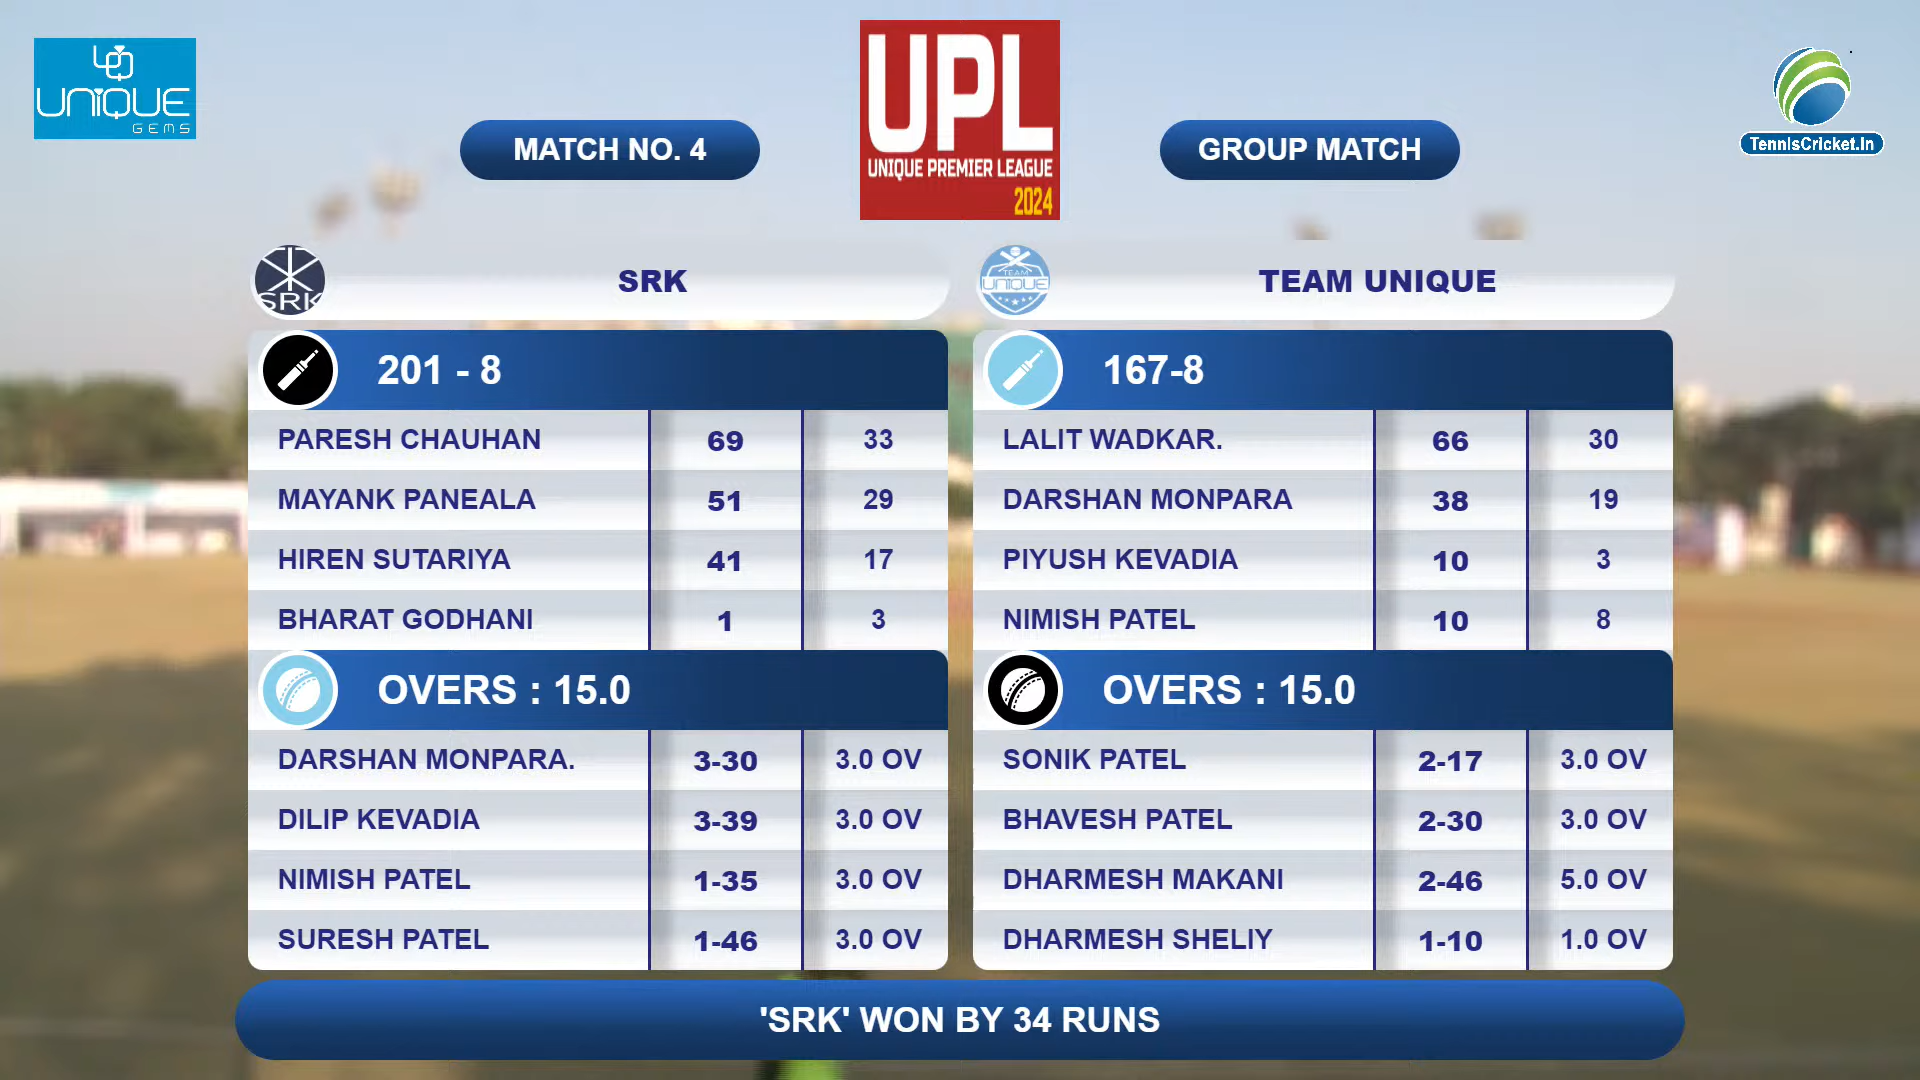 UNIQUE
GEMS
MATCH NO. 4
UPL
UNIQUE PREMIER LEAGUE
2024
GROUP MATCH
TennisCricket.In
SRK
SRK
TEAM
UNIQUE
TEAM UNIQUE
201 - 8
PARESH CHAUHAN 69 33
MAYANK PANEALA 51 29
HIREN SUTARIYA 41 17
BHARAT GODHANI 1 3
OVERS : 15.0
DARSHAN MONPARA. 3-30 3.0 OV
DILIP KEVADIA 3-39 3.0 OV
NIMISH PATEL 1-35 3.0 OV
SURESH PATEL 1-46 3.0 OV
167-8
LALIT WADKAR. 66 30
DARSHAN MONPARA 38 19
PIYUSH KEVADIA 10 3
NIMISH PATEL 10 8
OVERS : 15.0
SONIK PATEL 2-17 3.0 OV
BHAVESH PATEL 2-30 3.0 OV
DHARMESH MAKANI 2-46 5.0 OV
DHARMESH SHELIY 1-10 1.0 OV
'SRK' WON BY 34 RUNS